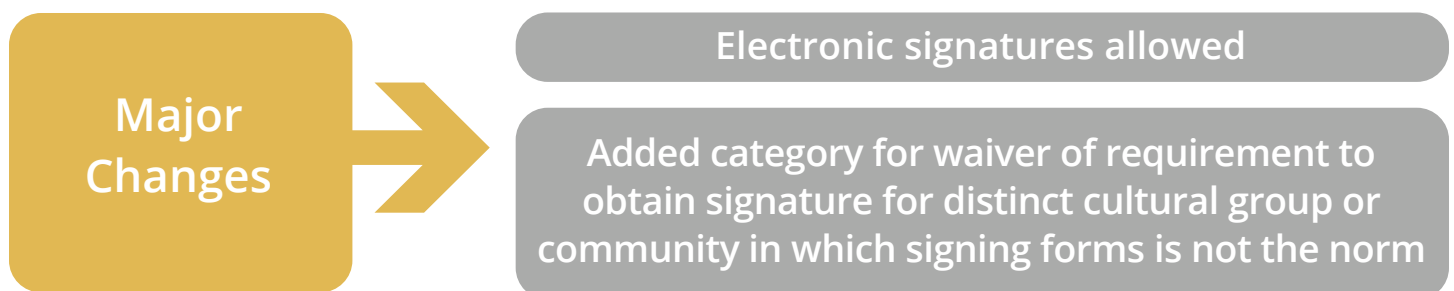 Major
Changes
Electronic signatures allowed
Added category for waiver of requirement to
obtain signature for distinct cultural group or
community in which signing forms is not the norm